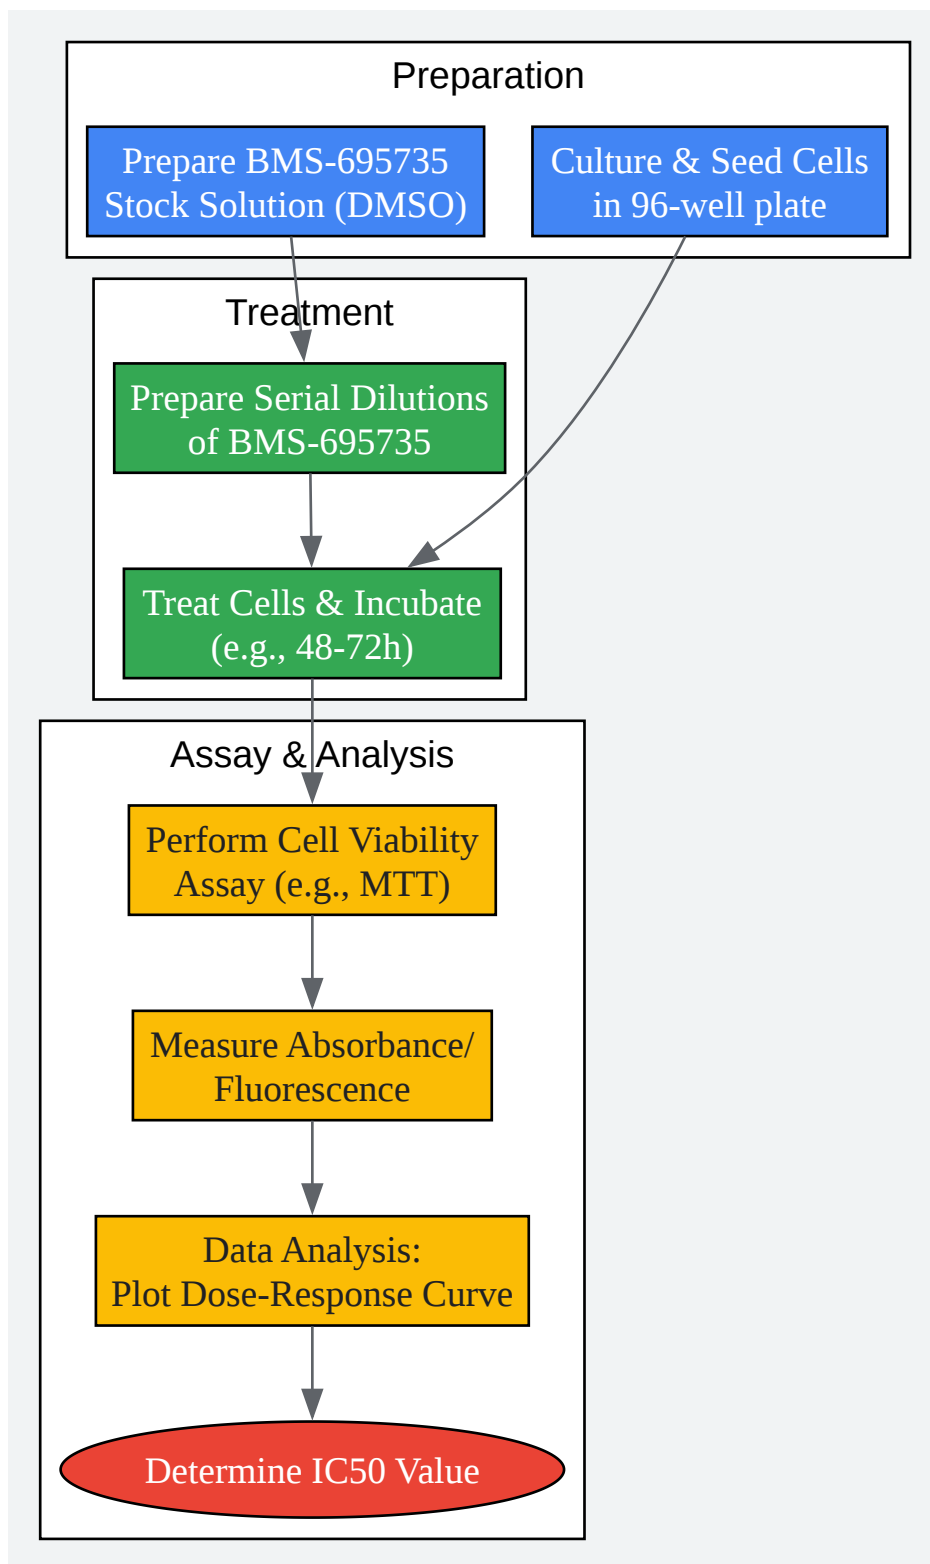 Preparation
Prepare BMS-695735
Stock Solution (DMSO)
Culture & Seed Cells
in 96-well plate
Treatment
Prepare Serial Dilutions
of BMS-695735
Treat Cells & Incubate
(e.g., 48-72h)
Assay & Analysis
Perform Cell Viability
Assay (e.g., MTT)
Measure Absorbance/
Fluorescence
Data Analysis:
Plot Dose-Response Curve
Determine IC50 Value